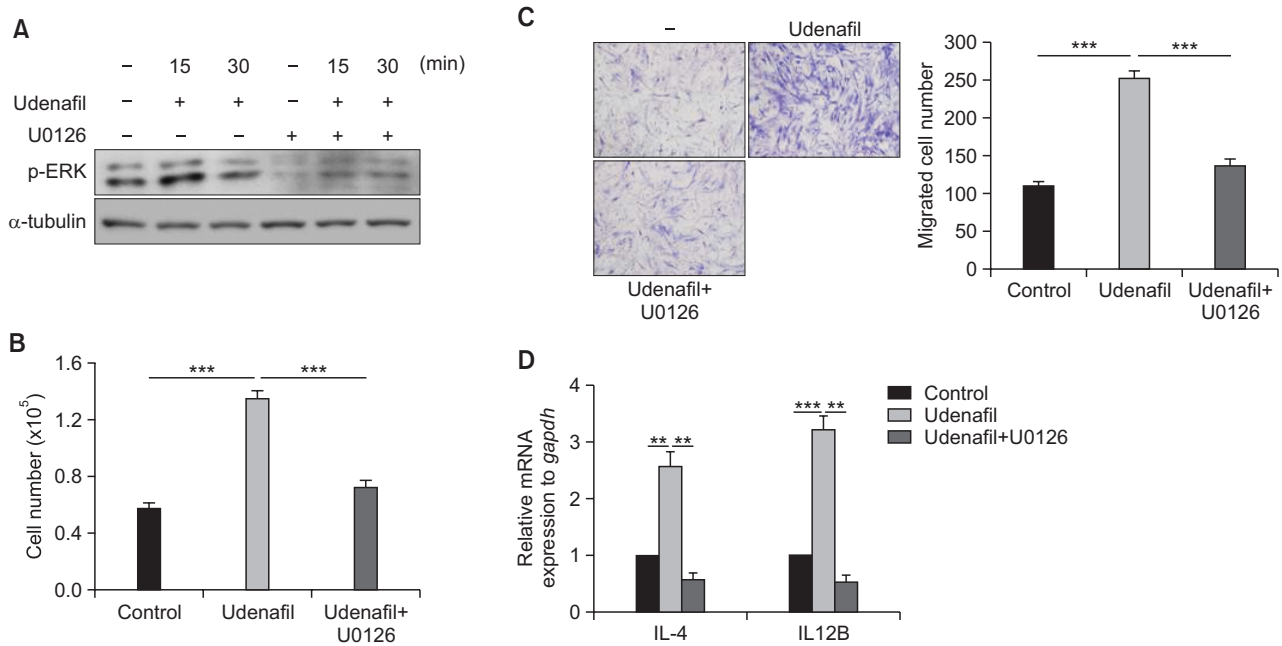 A
– 15 30 – 15 30 (min)
Udenafil – + + – + +
U0126 – – – + + +
p-ERK
α-tubulin
B
Cell number (x10⁵)
1.6
1.2
0.8
0.4
0.0
*** ***
Control Udenafil Udenafil+
U0126
C
– Udenafil
Udenafil+
U0126
Migrated cell number
300
250
200
150
100
50
0
*** ***
Control Udenafil Udenafil+
U0126
D
Relative mRNA
expression to gapdh
4
3
2
1
0
** ** *** **
IL-4 IL12B
Control
Udenafil
Udenafil+U0126